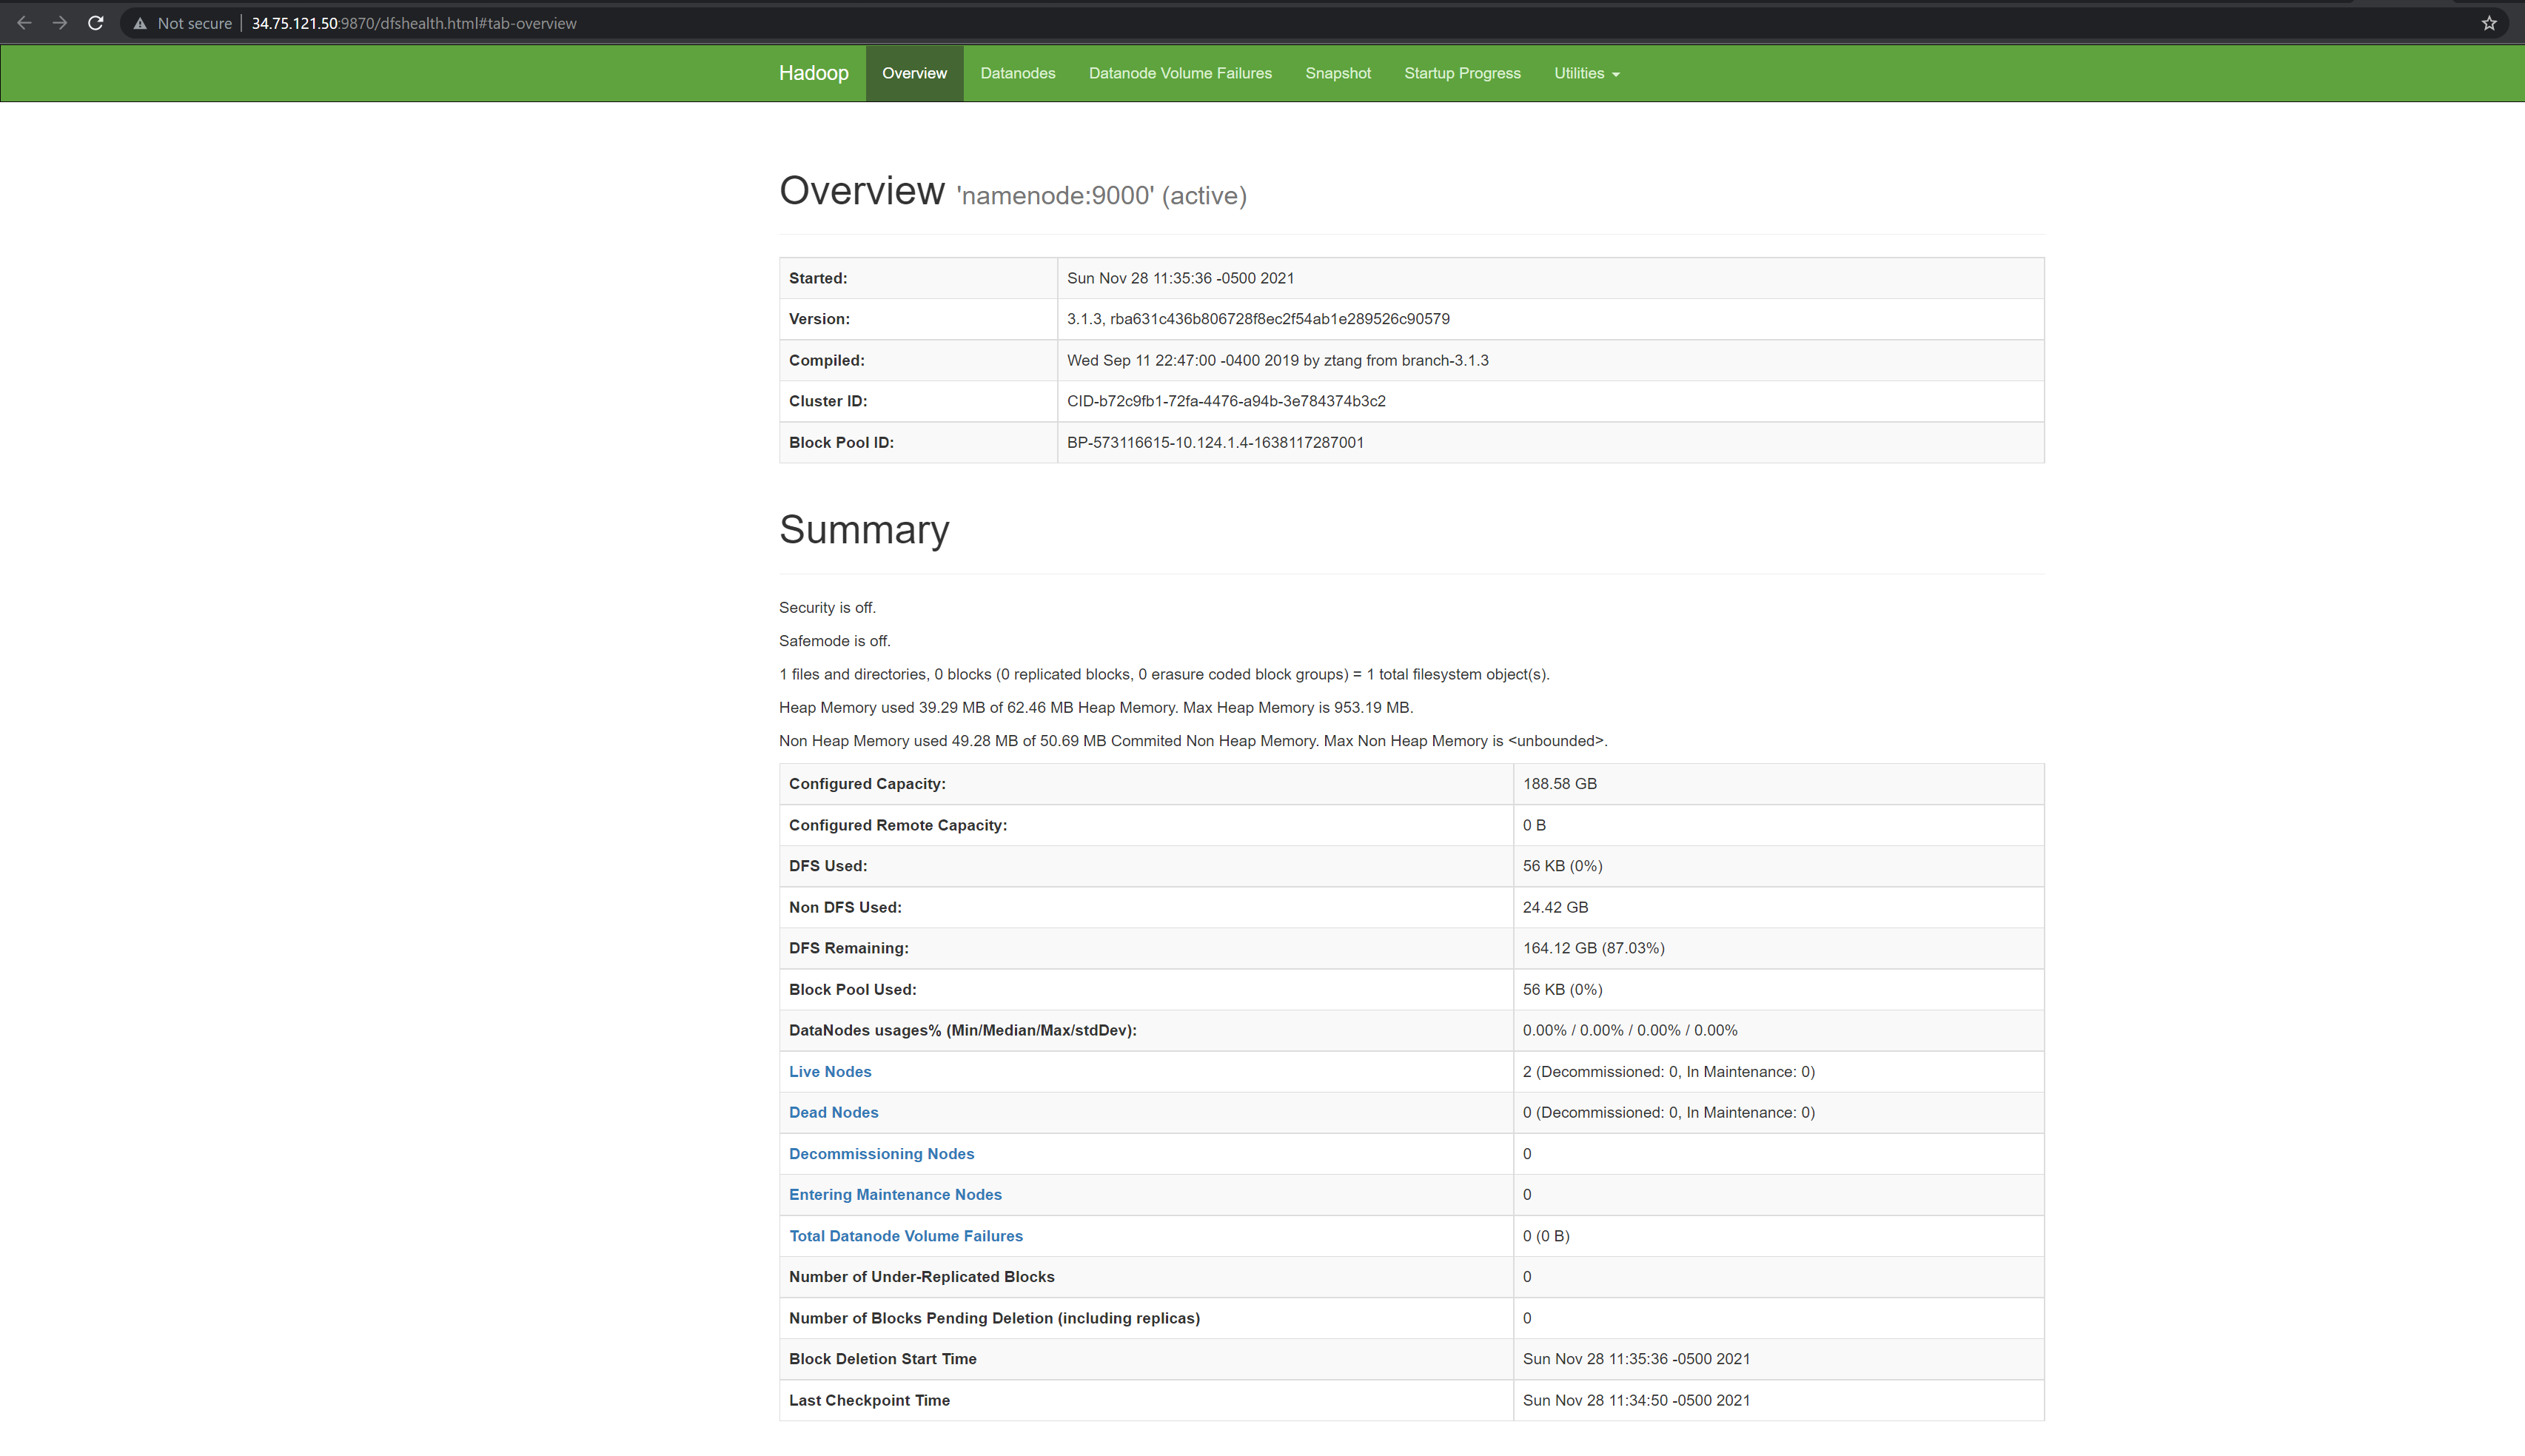 Not secure | 34.75.121.50:9870/dfshealth.html#tab-overview
Hadoop Overview Datanodes Datanode Volume Failures Snapshot Startup Progress Utilities
Overview 'namenode:9000' (active)
Started: Sun Nov 28 11:35:36 -0500 2021
Version: 3.1.3, rba631c436b806728f8ec2f54ab1e289526c90579
Compiled: Wed Sep 11 22:47:00 -0400 2019 by ztang from branch-3.1.3
Cluster ID: CID-b72c9fb1-72fa-4476-a94b-3e784374b3c2
Block Pool ID: BP-573116615-10.124.1.4-1638117287001
Summary
Security is off.
Safemode is off.
1 files and directories, 0 blocks (0 replicated blocks, 0 erasure coded block groups) = 1 total filesystem object(s).
Heap Memory used 39.29 MB of 62.46 MB Heap Memory. Max Heap Memory is 953.19 MB.
Non Heap Memory used 49.28 MB of 50.69 MB Commited Non Heap Memory. Max Non Heap Memory is <unbounded>.
Configured Capacity: 188.58 GB
Configured Remote Capacity: 0 B
DFS Used: 56 KB (0%)
Non DFS Used: 24.42 GB
DFS Remaining: 164.12 GB (87.03%)
Block Pool Used: 56 KB (0%)
DataNodes usages% (Min/Median/Max/stdDev): 0.00% / 0.00% / 0.00% / 0.00%
Live Nodes 2 (Decommissioned: 0, In Maintenance: 0)
Dead Nodes 0 (Decommissioned: 0, In Maintenance: 0)
Decommissioning Nodes 0
Entering Maintenance Nodes 0
Total Datanode Volume Failures 0 (0 B)
Number of Under-Replicated Blocks 0
Number of Blocks Pending Deletion (including replicas) 0
Block Deletion Start Time Sun Nov 28 11:35:36 -0500 2021
Last Checkpoint Time Sun Nov 28 11:34:50 -0500 2021